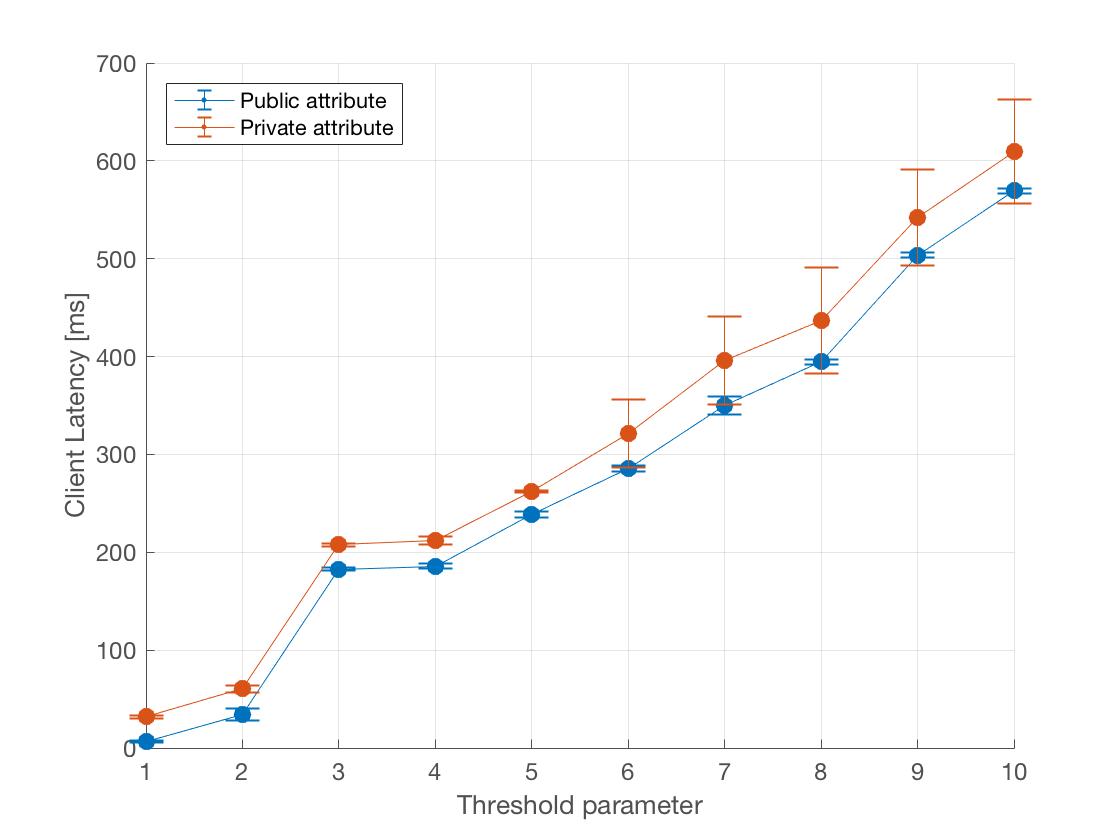 700
600
500
400
300
200
100
0
Client Latency [ms]
Public attribute
Private attribute
1 2 3 4 5 6 7 8 9 10
Threshold parameter